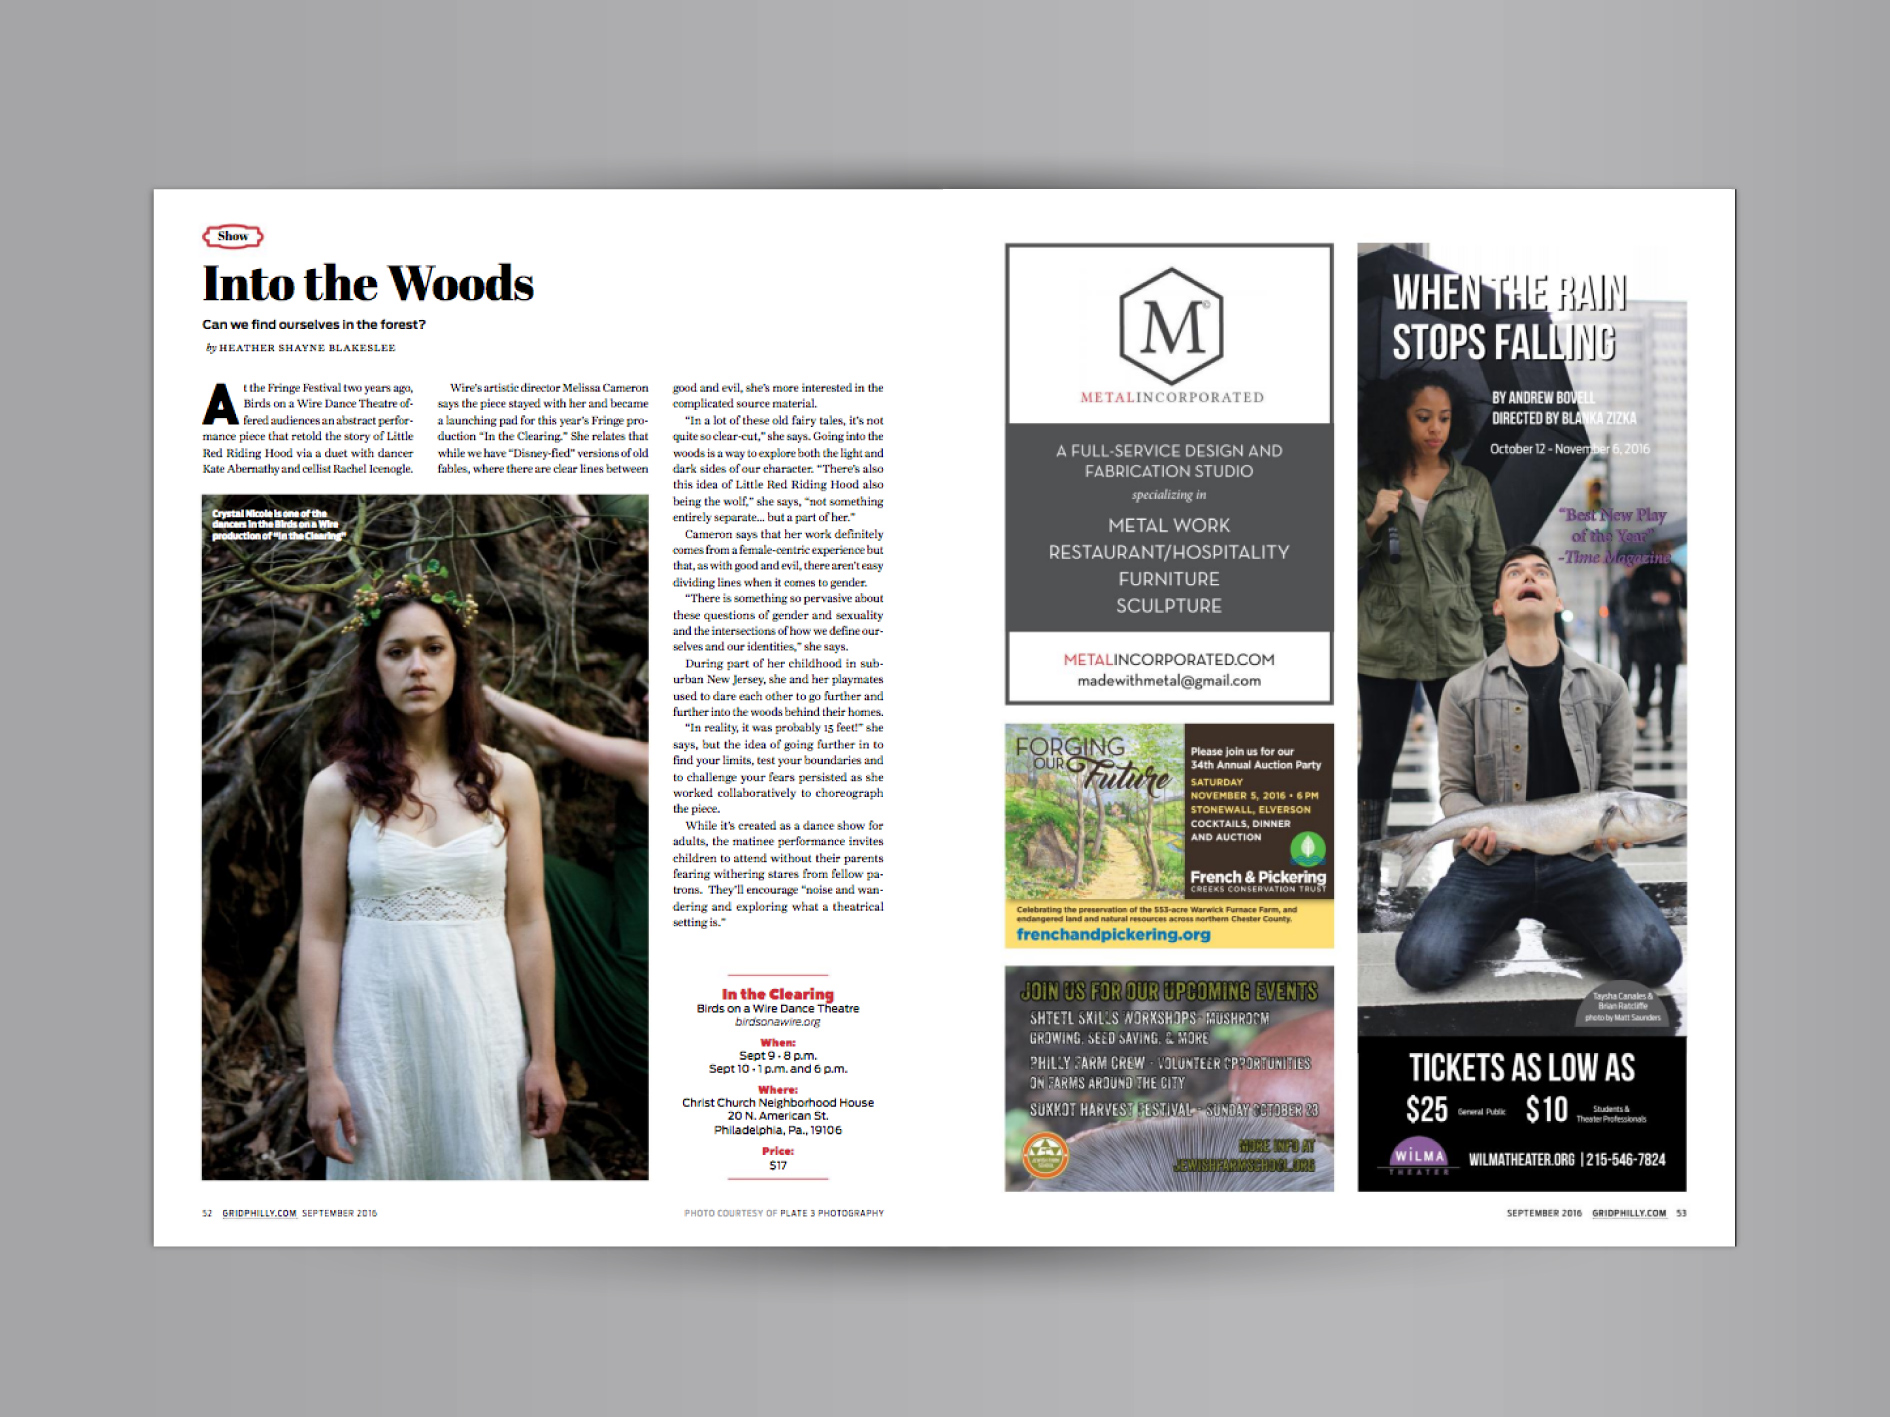 Show
Into the Woods
Can we find ourselves in the forest?
by HEATHER SHAYNE BLAKESLEE
At the Fringe Festival two years ago,
Birds on a Wire Dance Theatre of-
fered audiences an abstract perfor-
mance piece that retold the story of Little
Red Riding Hood via a duet with dancer
Kate Abernathy and cellist Rachel Icenogle.
Wire's artistic director Melissa Cameron
says the piece stayed with her and became
a launching pad for this year's Fringe pro-
duction "In the Clearing." She relates that
while we have "Disney-fied" versions of old
fables, where there are clear lines between
good and evil, she's more interested in the
complicated source material.
"In a lot of these old fairy tales, it's not
quite so clear-cut," she says. Going into the
woods is a way to explore both the light and
dark sides of our character. "There's also
this idea of Little Red Riding Hood also
being the wolf," she says, "not something
entirely separate... but a part of her."
Cameron says that her work definitely
comes from a female-centric experience but
that, as with good and evil, there aren't easy
dividing lines when it comes to gender.
"There is something so pervasive about
these questions of gender and sexuality
and the intersections of how we define our-
selves and our identities," she says.
During part of her childhood in sub-
urban New Jersey, she and her playmates
used to dare each other to go further and
further into the woods behind their homes.
"In reality, it was probably 15 feet!" she
says, but the idea of going further in to
find your limits, test your boundaries and
to challenge your fears persisted as she
worked collaboratively to choreograph
the piece.
While it's created as a dance show for
adults, the matinee performance invites
children to attend without their parents
fearing withering stares from fellow pa-
trons. They'll encourage "noise and wan-
dering and exploring what a theatrical
setting is."
Crystal Nicole is one of the
dancers in the Birds on a Wire
production of "In the Clearing"
In the Clearing
Birds on a Wire Dance Theatre
birdsonawire.org
When:
Sept 9 • 8 p.m.
Sept 10 • 1 p.m. and 6 p.m.
Where:
Christ Church Neighborhood House
20 N. American St.
Philadelphia, Pa., 19106
Price:
$17
52 GRIDPHILLY.COM SEPTEMBER 2016
PHOTO COURTESY OF PLATE 3 PHOTOGRAPHY
M©
METALINCORPORATED
A FULL-SERVICE DESIGN AND
FABRICATION STUDIO
specializing in
METAL WORK
RESTAURANT/HOSPITALITY
FURNITURE
SCULPTURE
METALINCORPORATED.COM
madewithmetal@gmail.com
FORGING
OUR Future
Please join us for our
34th Annual Auction Party
SATURDAY
NOVEMBER 5, 2016 • 6 PM
STONEWALL, ELVERSON
COCKTAILS, DINNER
AND AUCTION
French & Pickering
CREEKS CONSERVATION TRUST
Celebrating the preservation of the 553-acre Warwick Furnace Farm, and
endangered land and natural resources across northern Chester County.
frenchandpickering.org
JOIN US FOR OUR UPCOMING EVENTS
SHTETL SKILLS WORKSHOPS- MUSHROOM
GROWING, SEED SAVING, & MORE
PHILLY FARM CREW - VOLUNTEER OPPORTUNITIES
ON FARMS AROUND THE CITY
SUKKOT HARVEST FESTIVAL - SUNDAY OCTOBER 23
MORE INFO AT
JEWISHFARMSCHOOL.ORG
JEWISH FARM
SCHOOL
WHEN THE RAIN
STOPS FALLING
BY ANDREW BOVELL
DIRECTED BY BLANKA ZIZKA
October 12 - November 6, 2016
"Best New Play
of the Year"
-Time Magazine
Taysha Canales &
Brian Ratcliffe
photo by Matt Saunders
TICKETS AS LOW AS
$25 General Public $10 Students &
Theater Professionals
WILMA
THEATER
WILMATHEATER.ORG | 215-546-7824
SEPTEMBER 2016 GRIDPHILLY.COM 53